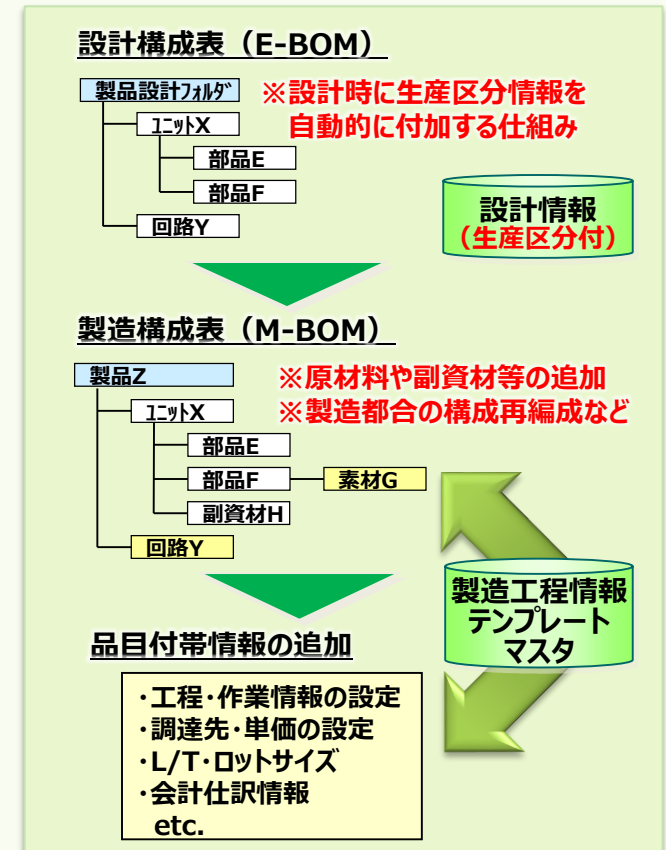 設計構成表（E-BOM）
製品設計ﾌｫﾙﾀﾞ
※設計時に生産区分情報を
自動的に付加する仕組み
ﾕﾆｯﾄX
部品E
部品F
回路Y
設計情報
（生産区分付）
製造構成表（M-BOM）
製品Z
※原材料や副資材等の追加
※製造都合の構成再編成など
ﾕﾆｯﾄX
部品E
部品F
素材G
副資材H
回路Y
製造工程情報
テンプレート
マスタ
品目付帯情報の追加
・工程・作業情報の設定
・調達先・単価の設定
・L/T・ロットサイズ
・会計仕訳情報
etc.